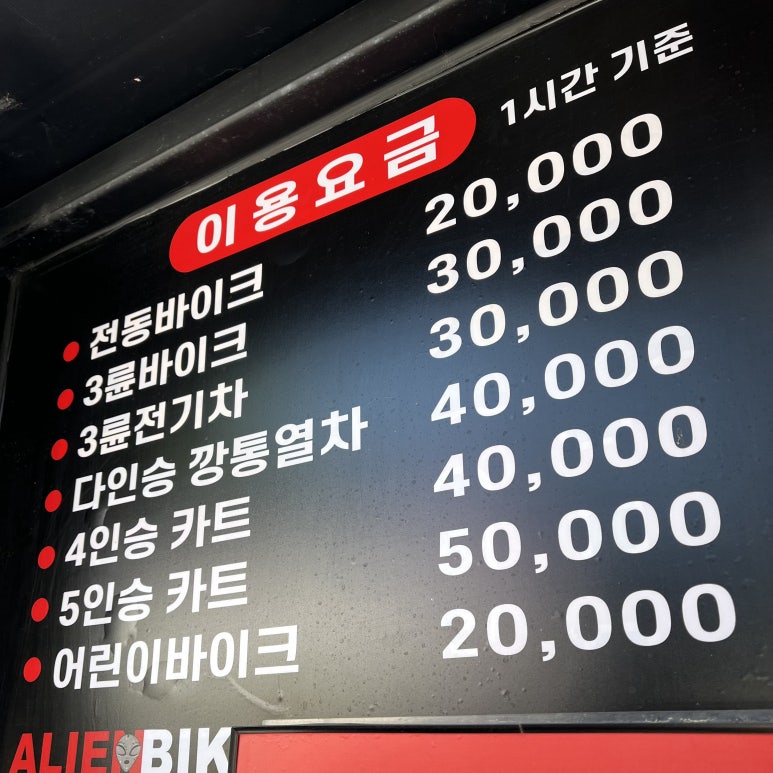 이용요금 1시간 기준
전동바이크 20,000
3륜바이크 30,000
3륜전기차 30,000
다인승 깡통열차 40,000
4인승 카트 40,000
5인승 카트 50,000
어린이바이크 20,000
ALIENBIK